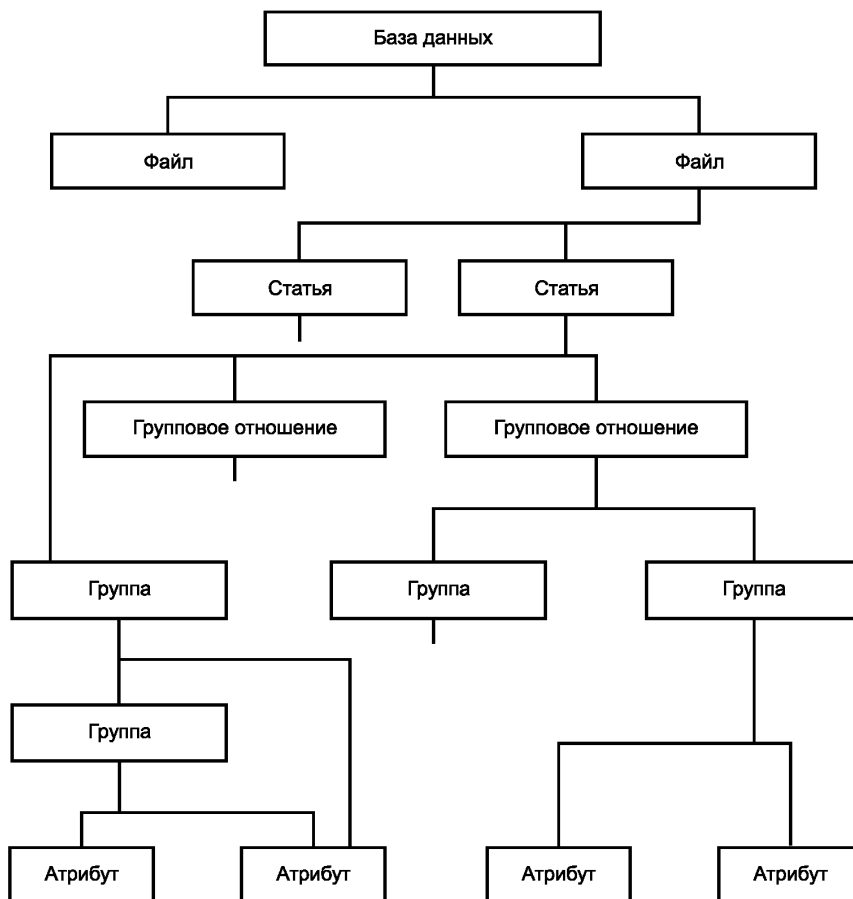 База данных
Файл
Файл
Статья
Статья
Групповое отношение
Групповое отношение
Группа
Группа
Группа
Группа
Атрибут
Атрибут
Атрибут
Атрибут